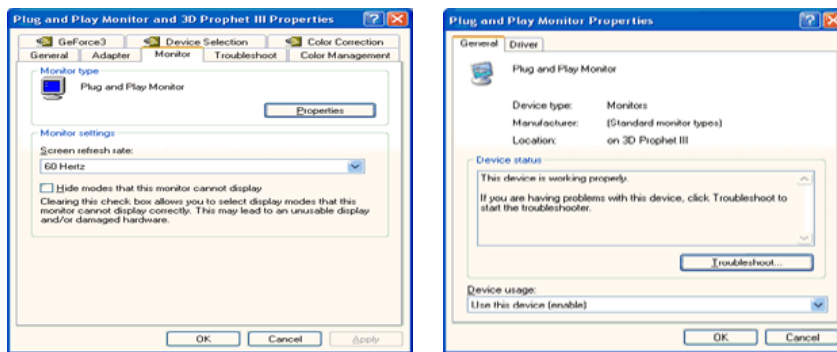 Plug and Play Monitor and 3D Prophet III Properties
GeForce3 Device Selection Color Correction
General Adapter Monitor Troubleshoot Color Management
Monitor type
Plug and Play Monitor
Properties
Monitor settings
Screen refresh rate:
60 Hertz
Hide modes that this monitor cannot display
Clearing this check box allows you to select display modes that this
monitor cannot display correctly. This may lead to an unusable display
and/or damaged hardware.
OK Cancel Apply
Plug and Play Monitor Properties
General Driver
Plug and Play Monitor
Device type: Monitors
Manufacturer: (Standard monitor types)
Location: on 3D Prophet III
Device status
This device is working properly.
If you are having problems with this device, click Troubleshoot to
start the troubleshooter.
Troubleshoot...
Device usage:
Use this device (enable)
OK Cancel